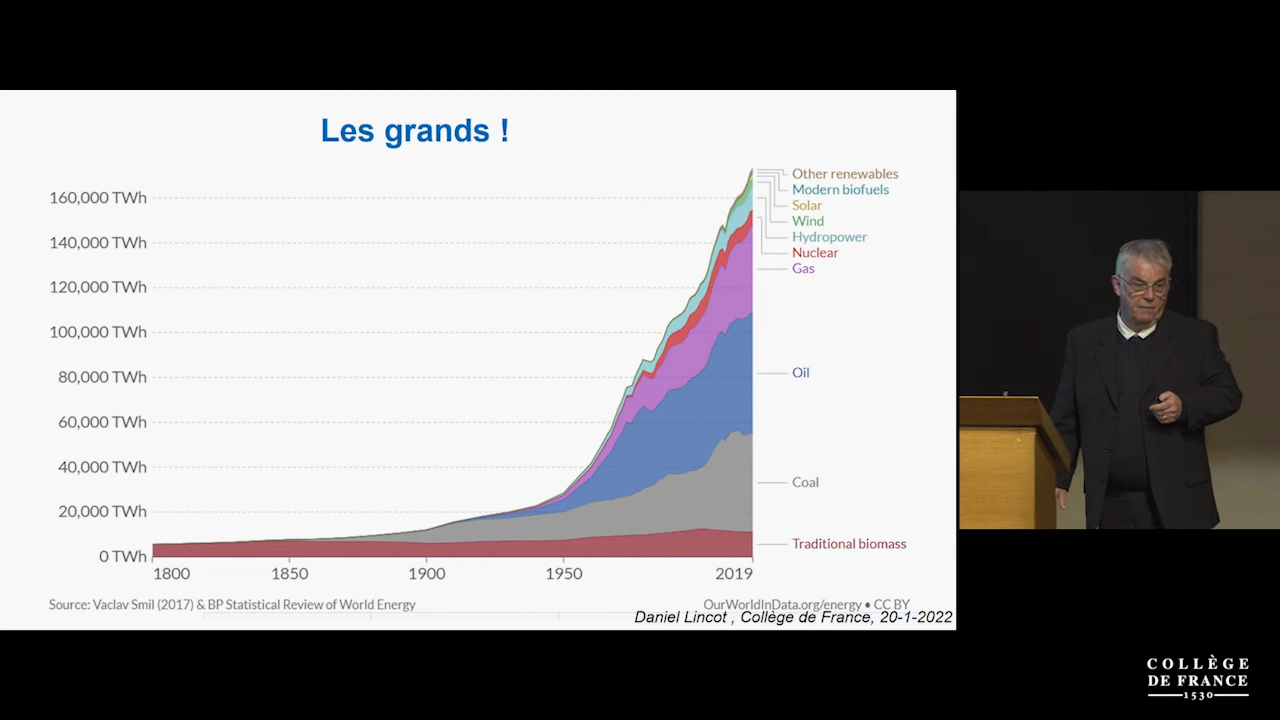 Les grands !
160,000 TWh
140,000 TWh
120,000 TWh
100,000 TWh
80,000 TWh
60,000 TWh
40,000 TWh
20,000 TWh
0 TWh
1800
1850
1900
1950
2019
Other renewables
Modern biofuels
Solar
Wind
Hydropower
Nuclear
Gas
Oil
Coal
Traditional biomass
Source: Vaclav Smil (2017) & BP Statistical Review of World Energy
OurWorldInData.org/energy • CC BY
Daniel Lincot , Collège de France, 20-1-2022
COLLÈGE
DE FRANCE
1530